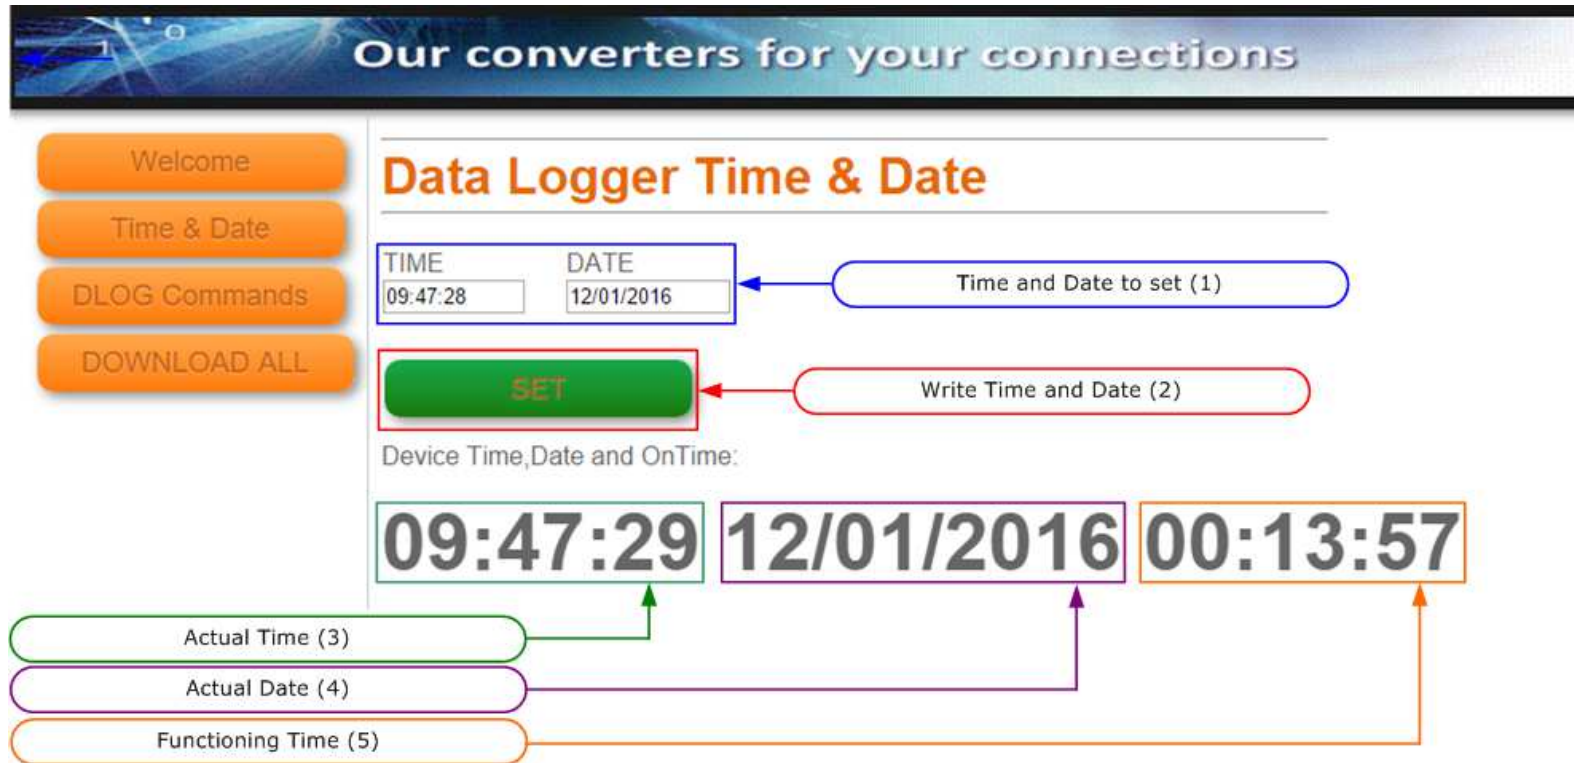 1 0
Our converters for your connections
Welcome
Time & Date
DLOG Commands
DOWNLOAD ALL
Data Logger Time & Date
TIME DATE
09:47:28 12/01/2016
Time and Date to set (1)
SET
Write Time and Date (2)
Device Time,Date and OnTime:
09:47:29 12/01/2016 00:13:57
Actual Time (3)
Actual Date (4)
Functioning Time (5)